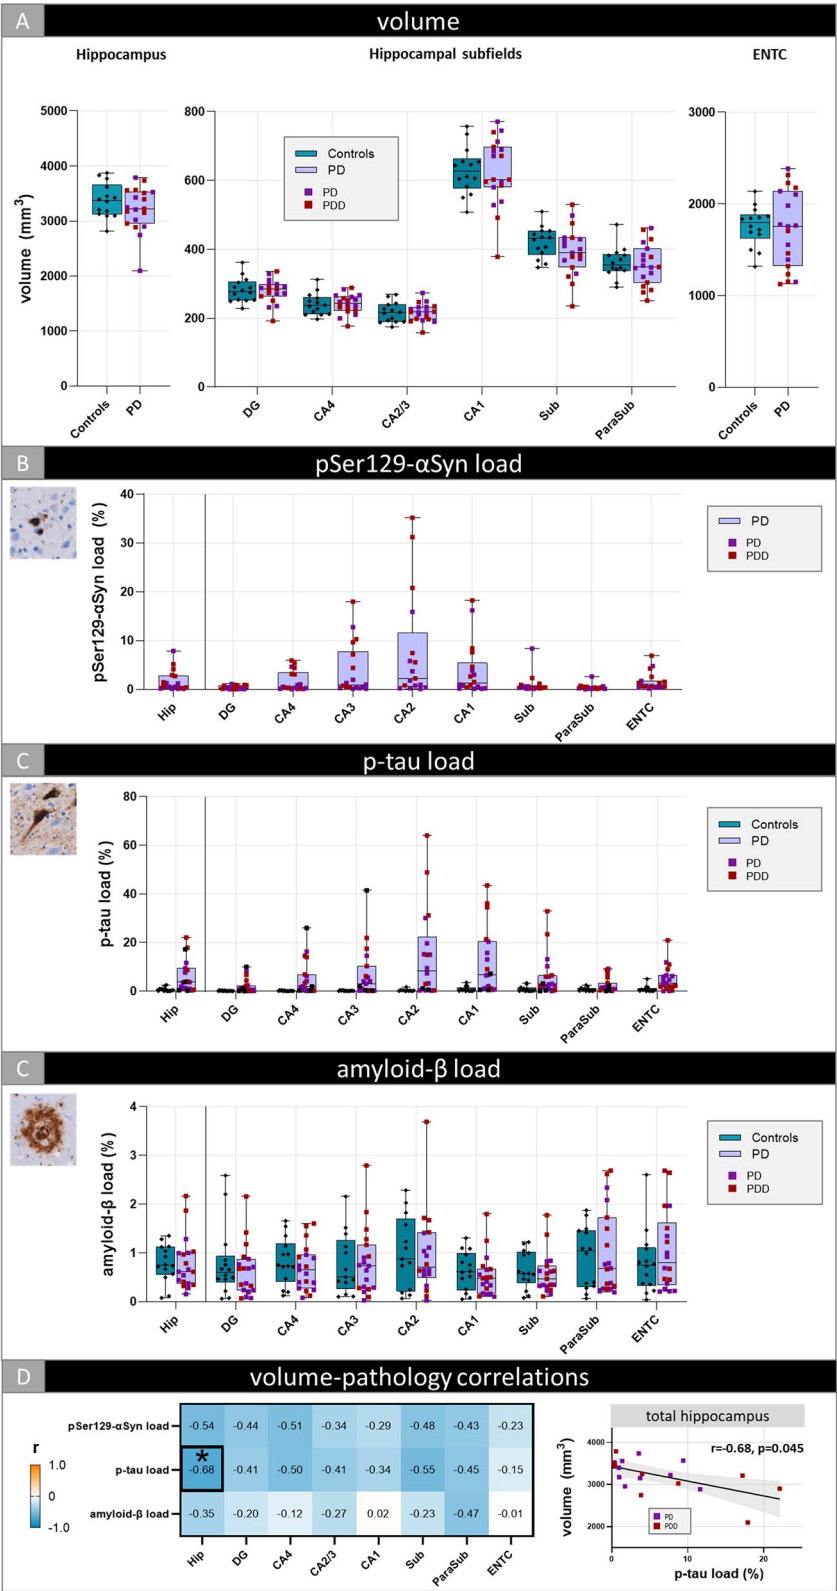 A volume
Hippocampus Hippocampal subfields ENTC
volume (mm³)
5000
4000
3000
2000
1000
0
Controls PD
800
600
400
200
0
Controls
PD
PD
PDD
DG CA4 CA2/3 CA1 Sub ParaSub
3000
2000
1000
0
Controls PD
B pSer129-αSyn load
pSer129-αSyn load (%)
40
30
20
10
0
Hip DG CA4 CA3 CA2 CA1 Sub ParaSub ENTC
PD
PD
PDD
C p-tau load
p-tau load (%)
80
60
40
20
0
Hip DG CA4 CA3 CA2 CA1 Sub ParaSub ENTC
Controls
PD
PD
PDD
C amyloid-β load
amyloid-β load (%)
4
3
2
1
0
Hip DG CA4 CA3 CA2 CA1 Sub ParaSub ENTC
Controls
PD
PD
PDD
D volume-pathology correlations
r
1.0
0
-1.0
pSer129-αSyn load -0.54 -0.44 -0.51 -0.34 -0.29 -0.48 -0.43 -0.23
*
p-tau load -0.68 -0.41 -0.50 -0.41 -0.34 -0.55 -0.45 -0.15
amyloid-β load -0.35 -0.20 -0.12 -0.27 0.02 -0.23 -0.47 -0.01
Hip DG CA4 CA2/3 CA1 Sub ParaSub ENTC
total hippocampus
r=-0.68, p=0.045
volume (mm³)
4000
3000
2000
PD
PDD
0 10 20
p-tau load (%)